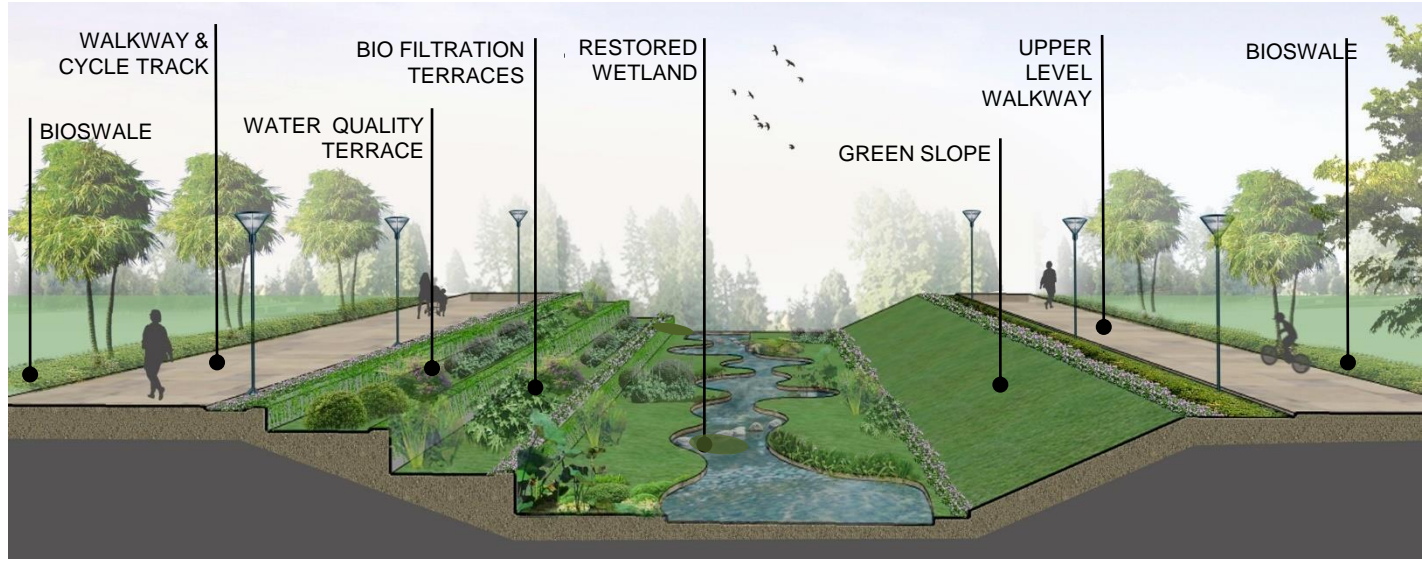 WALKWAY &
CYCLE TRACK
BIO FILTRATION
TERRACES
RESTORED
WETLAND
UPPER
LEVEL
WALKWAY
BIOSWALE
BIOSWALE
WATER QUALITY
TERRACE
GREEN SLOPE